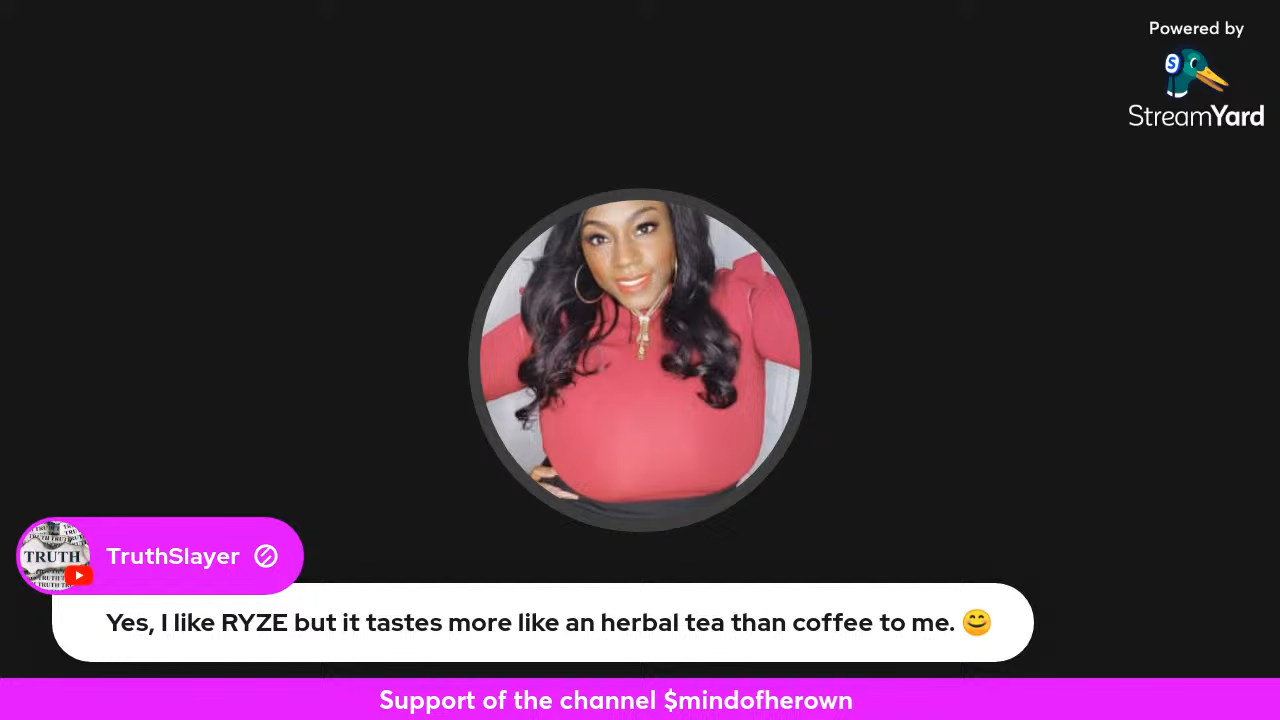 Powered by
S
StreamYard
TRUTH
TruthSlayer
Yes, I like RYZE but it tastes more like an herbal tea than coffee to me. 😊
Support of the channel $mindofherown